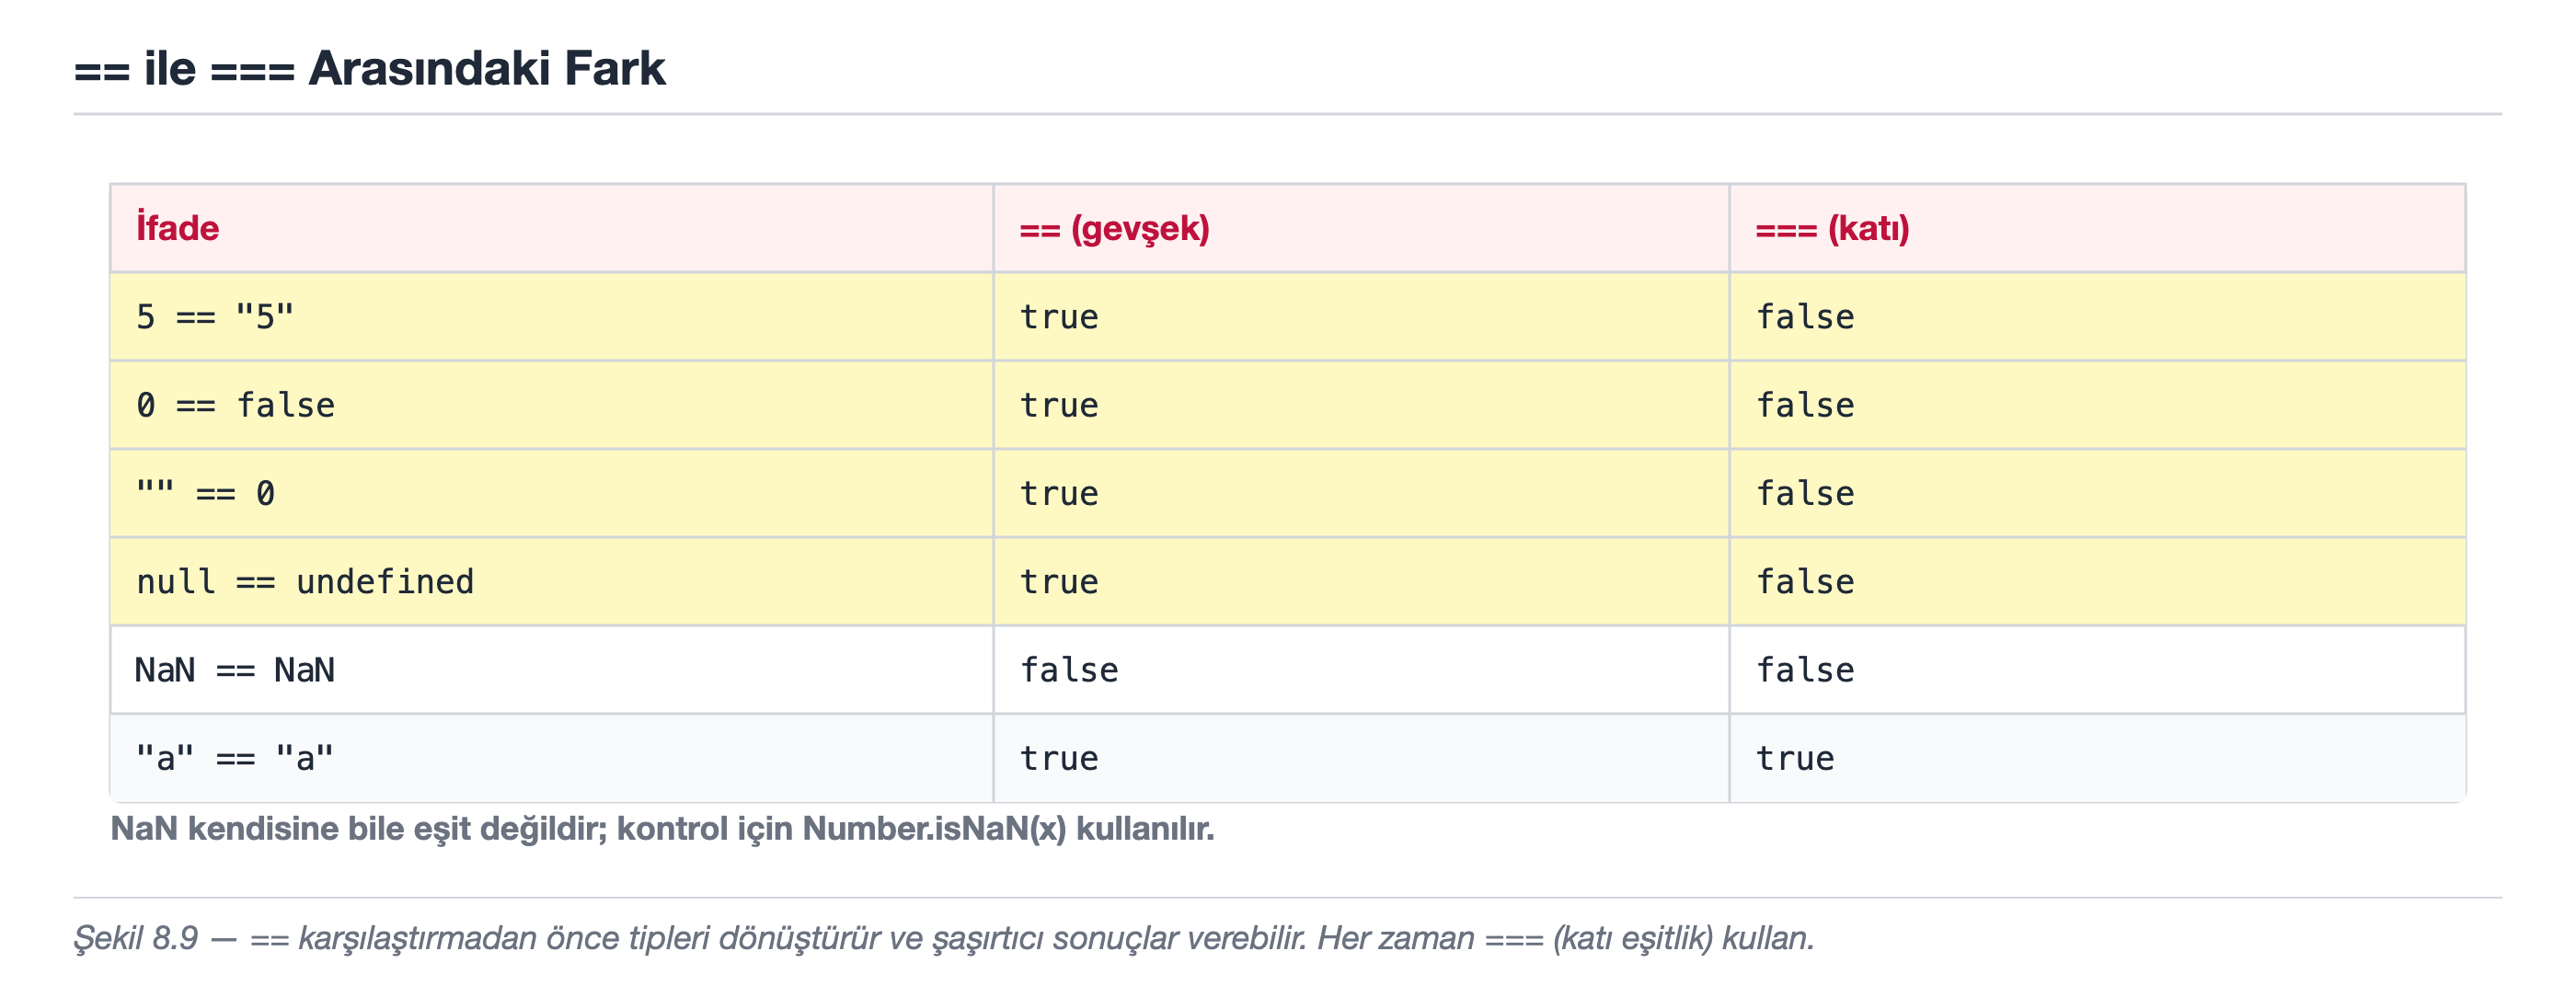 == ile === Arasındaki Fark
İfade == (gevşek) === (katı)
5 == "5" true false
0 == false true false
"" == 0 true false
null == undefined true false
NaN == NaN false false
"a" == "a" true true
NaN kendisine bile eşit değildir; kontrol için Number.isNaN(x) kullanılır.
Şekil 8.9 — == karşılaştırmadan önce tipleri dönüştürür ve şaşırtıcı sonuçlar verebilir. Her zaman === (katı eşitlik) kullan.